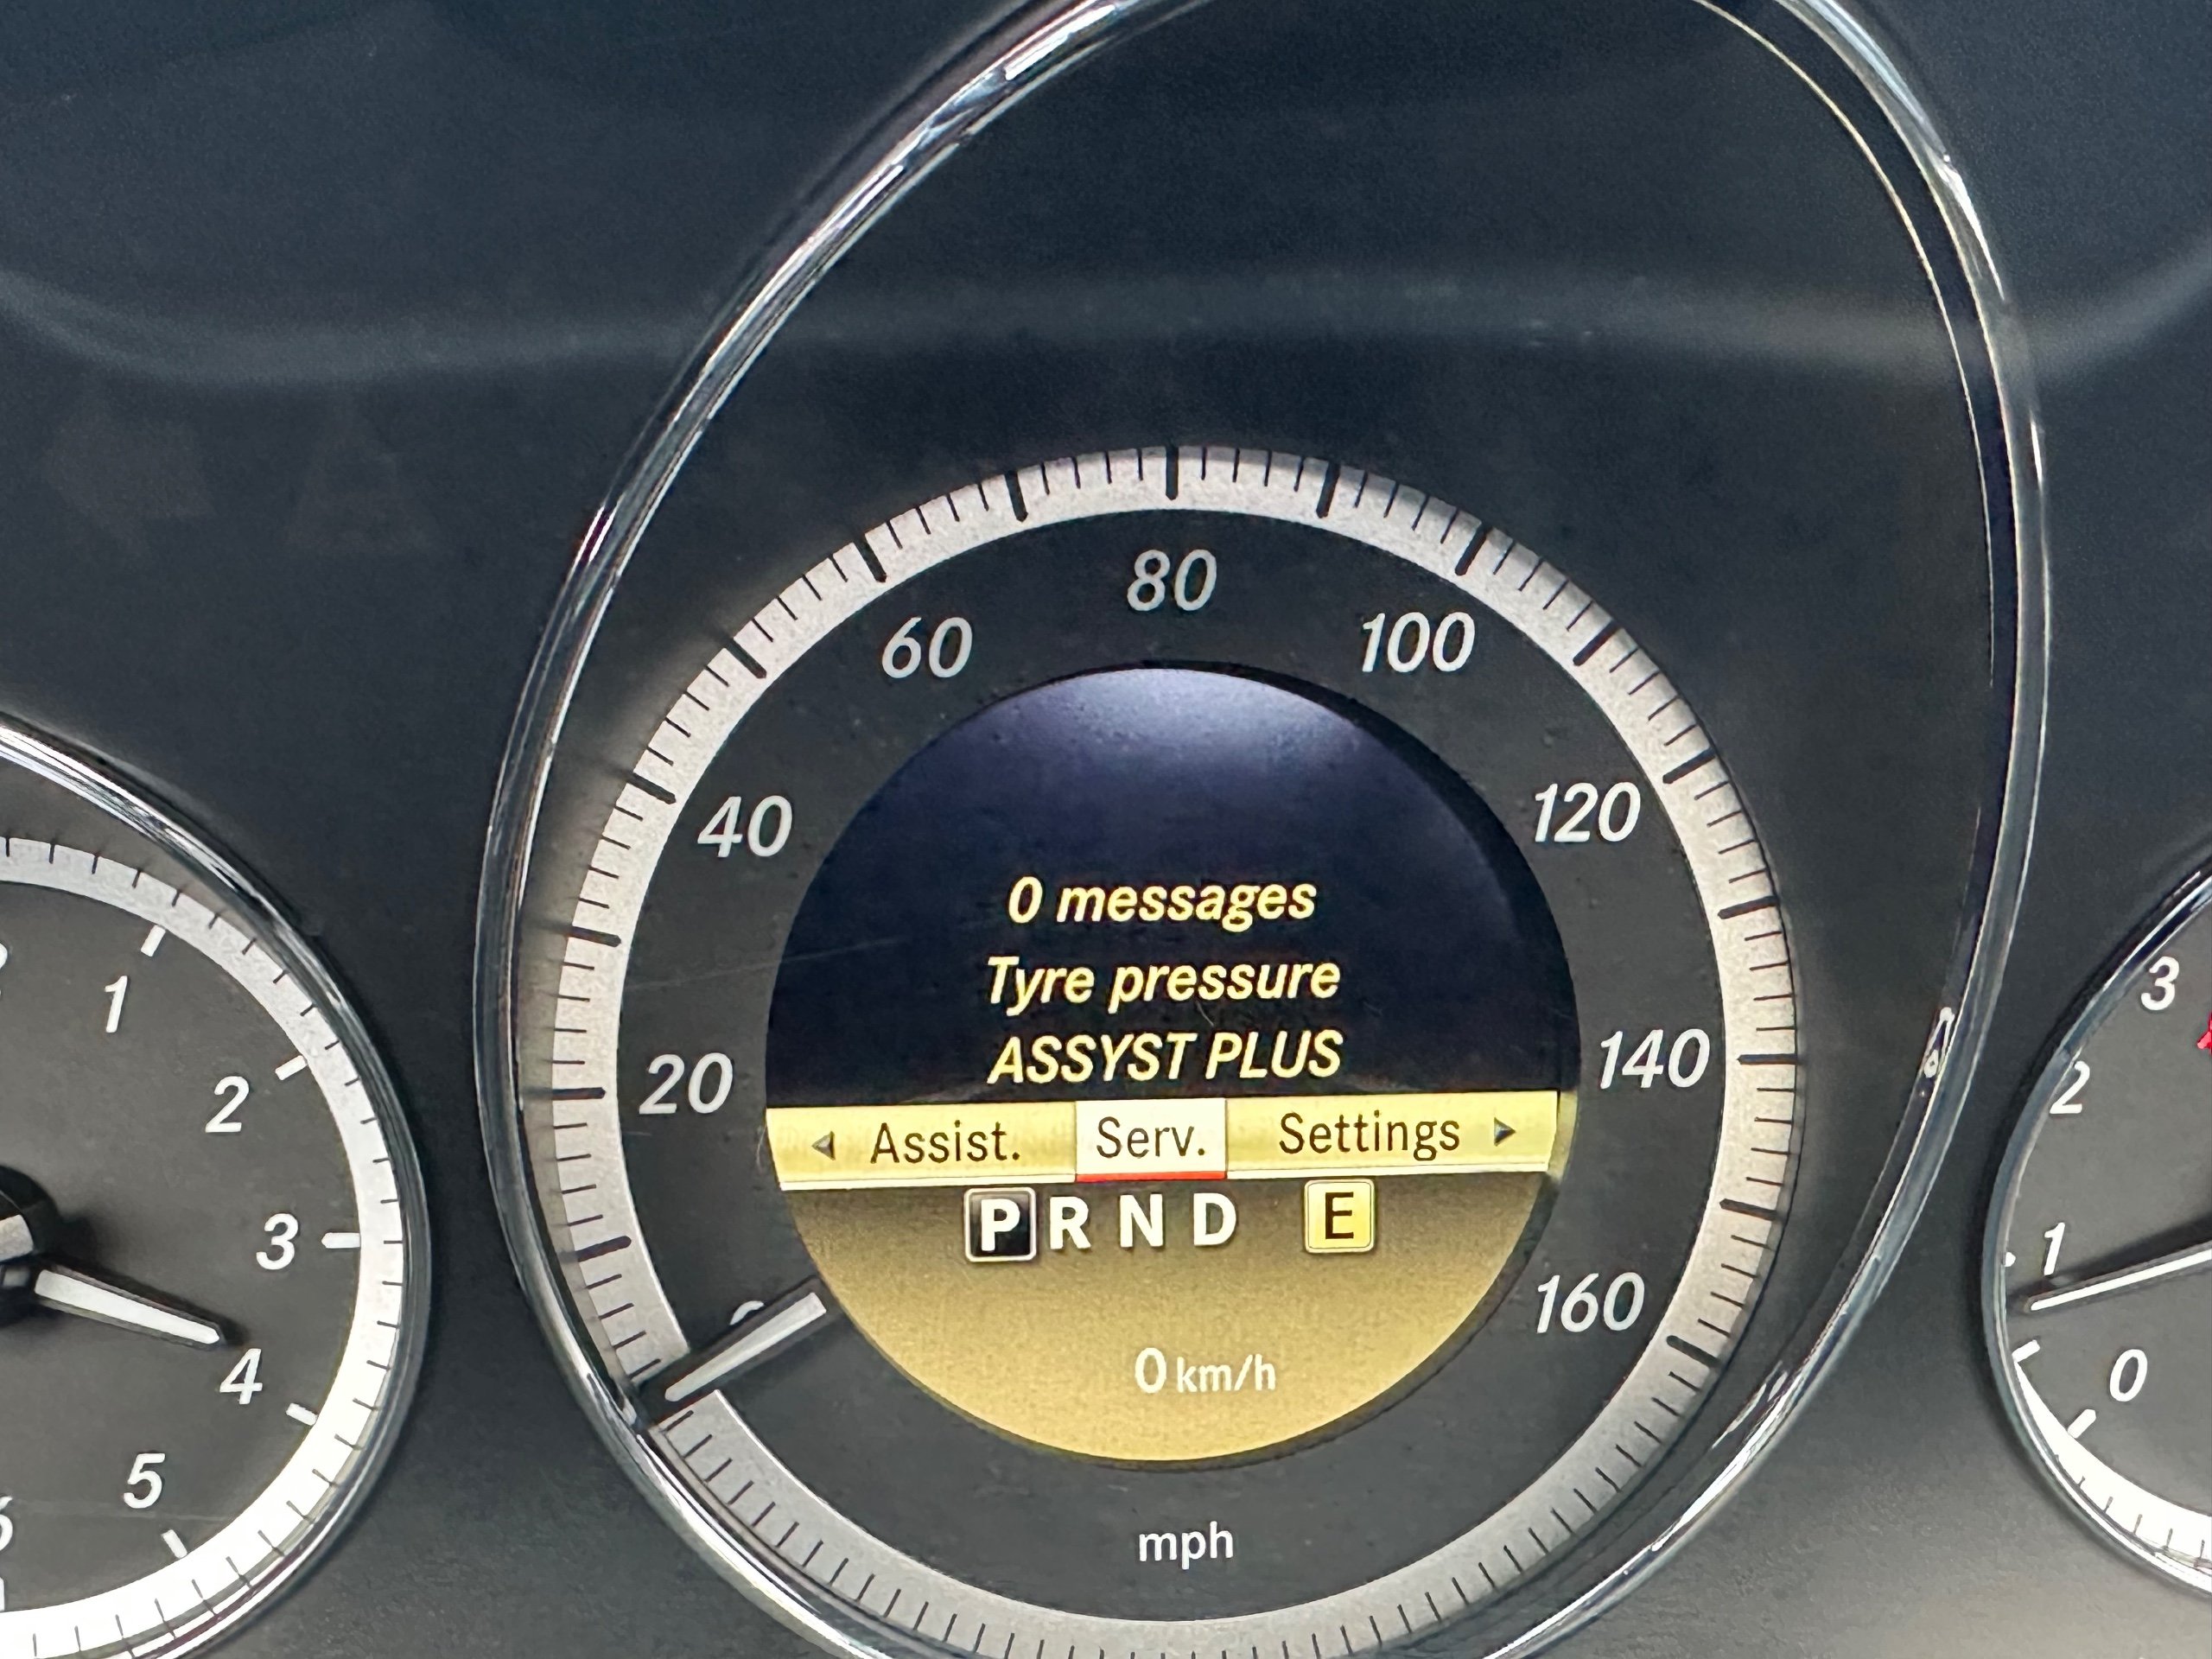 80
60
100
40
120
20
140
160
0 messages
Tyre pressure
ASSYST PLUS
Assist. Serv. Settings
P R N D E
0 km/h
mph
1
2
3
4
5
3
2
1
0